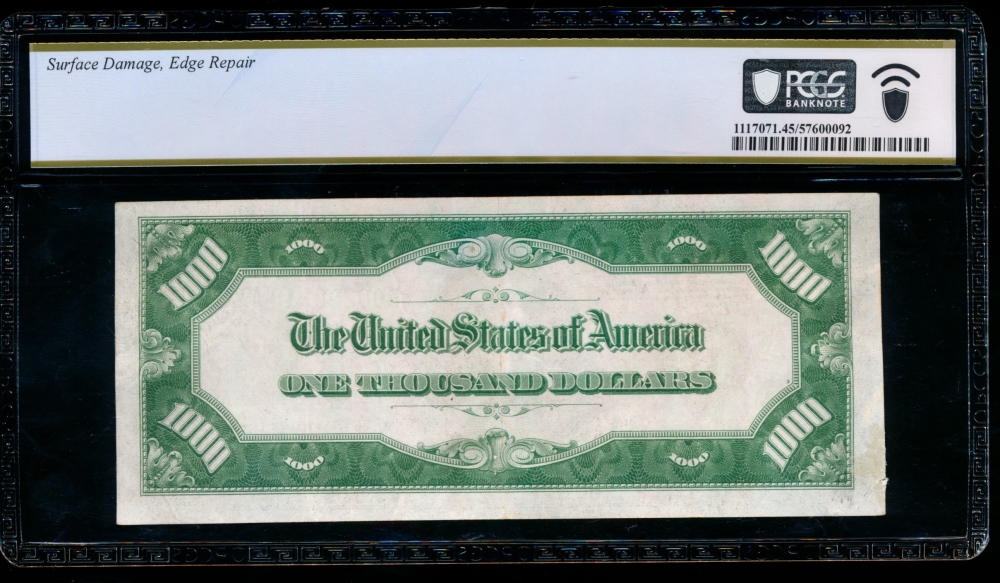 Surface Damage, Edge Repair
PCGS
BANKNOTE
1117071.45/57600092
1000 1000 1000 1000
The United States of America
ONE THOUSAND DOLLARS
1000 1000 1000 1000